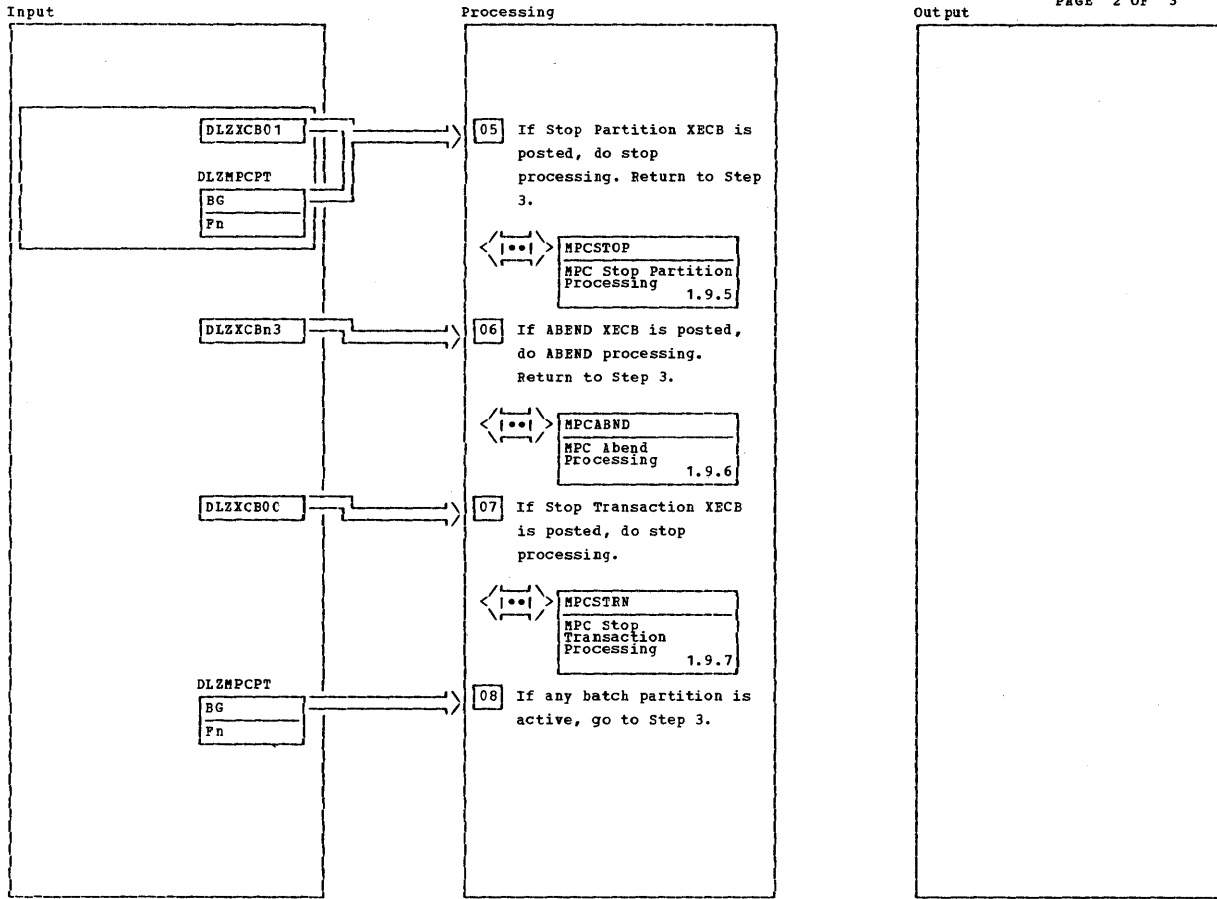 PAGE 2 OF 3
Input
Processing
Output
DLZXCB01
DLZMPCPT
BG
Fn
05 If Stop Partition XECB is
posted, do stop
processing. Return to Step
3.
MPCSTOP
MPC Stop Partition
Processing
1.9.5
DLZXCBn3
06 If ABEND XECB is posted,
do ABEND processing.
Return to Step 3.
MPCABND
MPC Abend
Processing
1.9.6
DLZXCB00
07 If Stop Transaction XECB
is posted, do stop
processing.
MPCSTRN
MPC Stop
Transaction
Processing
1.9.7
DLZMPCPT
BG
Fn
08 If any batch partition is
active, go to Step 3.